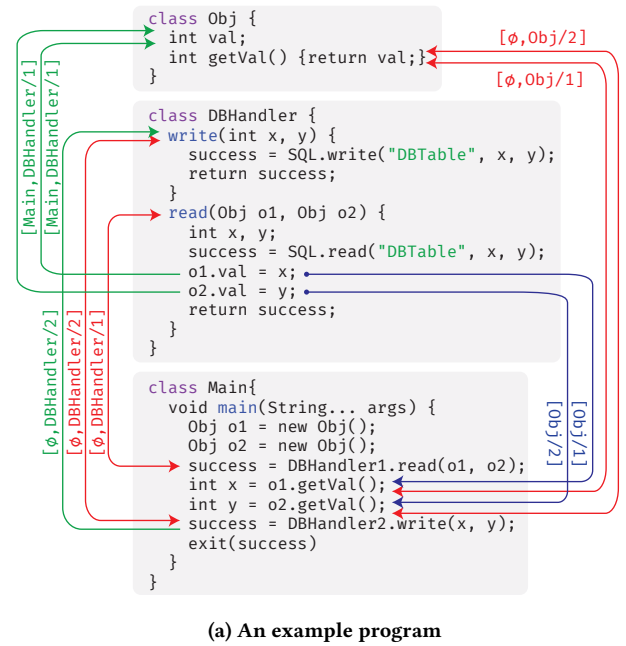 class Obj {
int val;
int getVal() {return val;}
}
[ϕ,Obj/2]
[ϕ,Obj/1]
[Main,DBHandler/1]
[Main,DBHandler/1]
class DBHandler {
write(int x, y) {
success = SQL.write("DBTable", x, y);
return success;
}
read(Obj o1, Obj o2) {
int x, y;
success = SQL.read("DBTable", x, y);
o1.val = x;
o2.val = y;
return success;
}
}
[ϕ,DBHandler/2]
[ϕ,DBHandler/2]
[ϕ,DBHandler/1]
[Obj/2]
[Obj/1]
class Main{
void main(String... args) {
Obj o1 = new Obj();
Obj o2 = new Obj();
success = DBHandler1.read(o1, o2);
int x = o1.getVal();
int y = o2.getVal();
success = DBHandler2.write(x, y);
exit(success)
}
}
(a) An example program